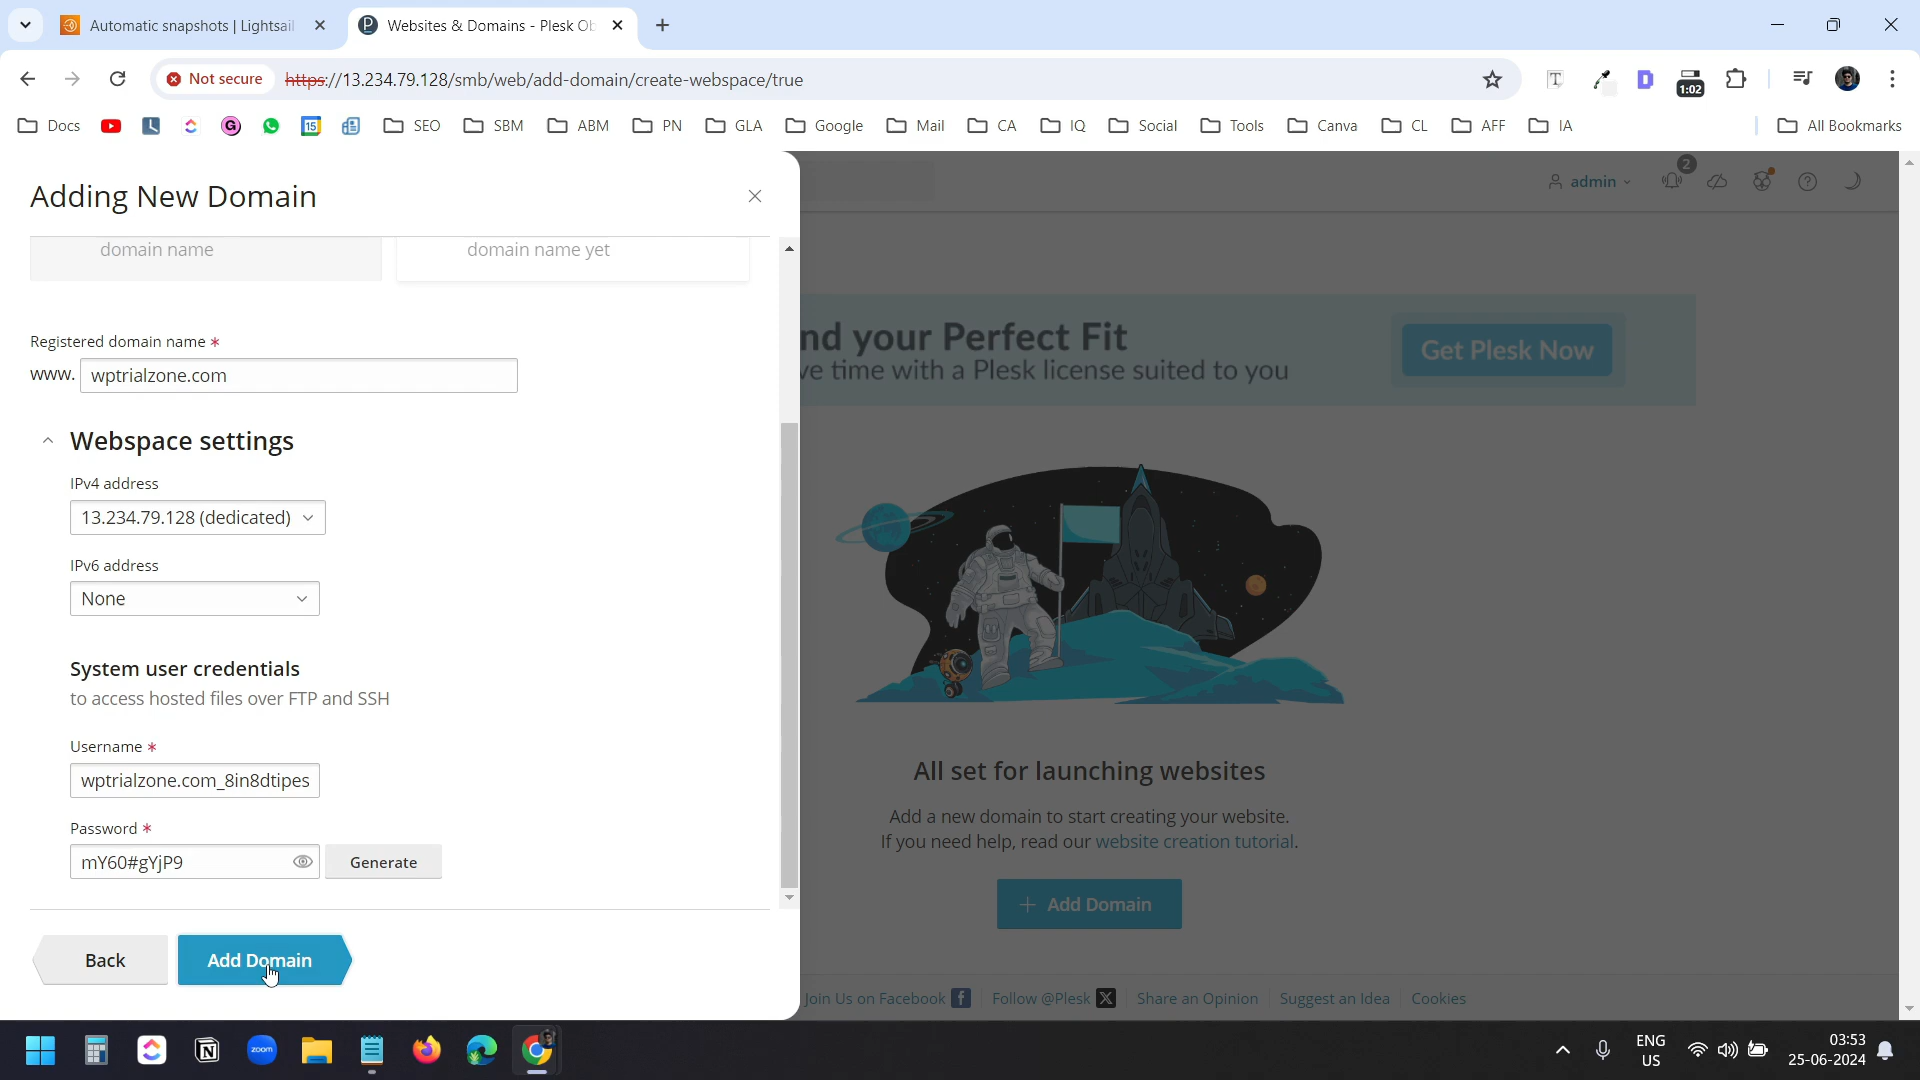 Automatic snapshots | Lightsail
Websites & Domains - Plesk Ob
Not secure
https://13.234.79.128/smb/web/add-domain/create-webspace/true
1:02
Docs
15
SEO
SBM
ABM
PN
GLA
Google
Mail
CA
IQ
Social
Tools
Canva
CL
AFF
IA
All Bookmarks
Adding New Domain
admin
2
domain name
domain name yet
Registered domain name *
www. wptrialzone.com
nd your Perfect Fit
ve time with a Plesk license suited to you
Get Plesk Now
Webspace settings
IPv4 address
13.234.79.128 (dedicated)
IPv6 address
None
System user credentials
to access hosted files over FTP and SSH
Username *
wptrialzone.com_8in8dtipes
Password *
mY60#gYjP9
Generate
Back
Add Domain
All set for launching websites
Add a new domain to start creating your website.
If you need help, read our website creation tutorial.
+ Add Domain
Join Us on Facebook
Follow @Plesk
Share an Opinion
Suggest an Idea
Cookies
zoom
ENG
US
03:53
25-06-2024